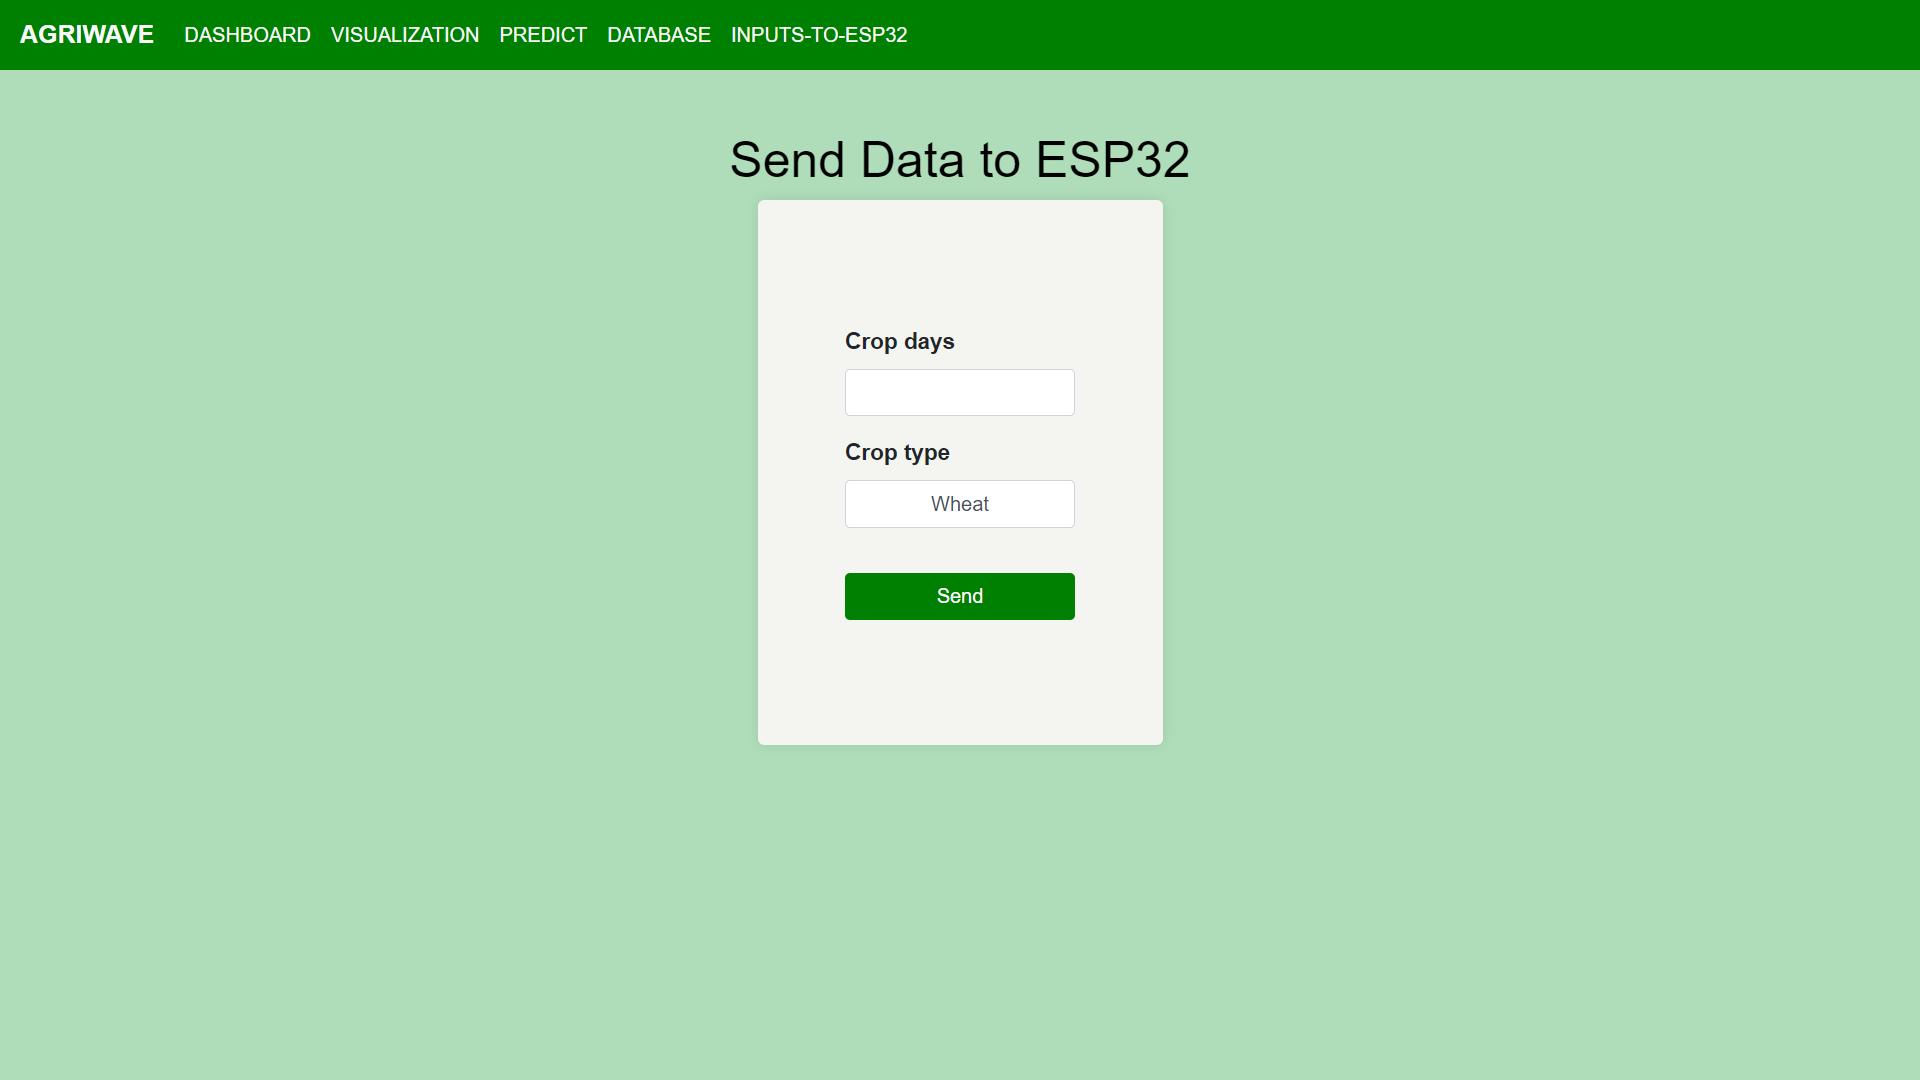 AGRIWAVE DASHBOARD VISUALIZATION PREDICT DATABASE INPUTS-TO-ESP32
Send Data to ESP32
Crop days
Crop type
Wheat
Send